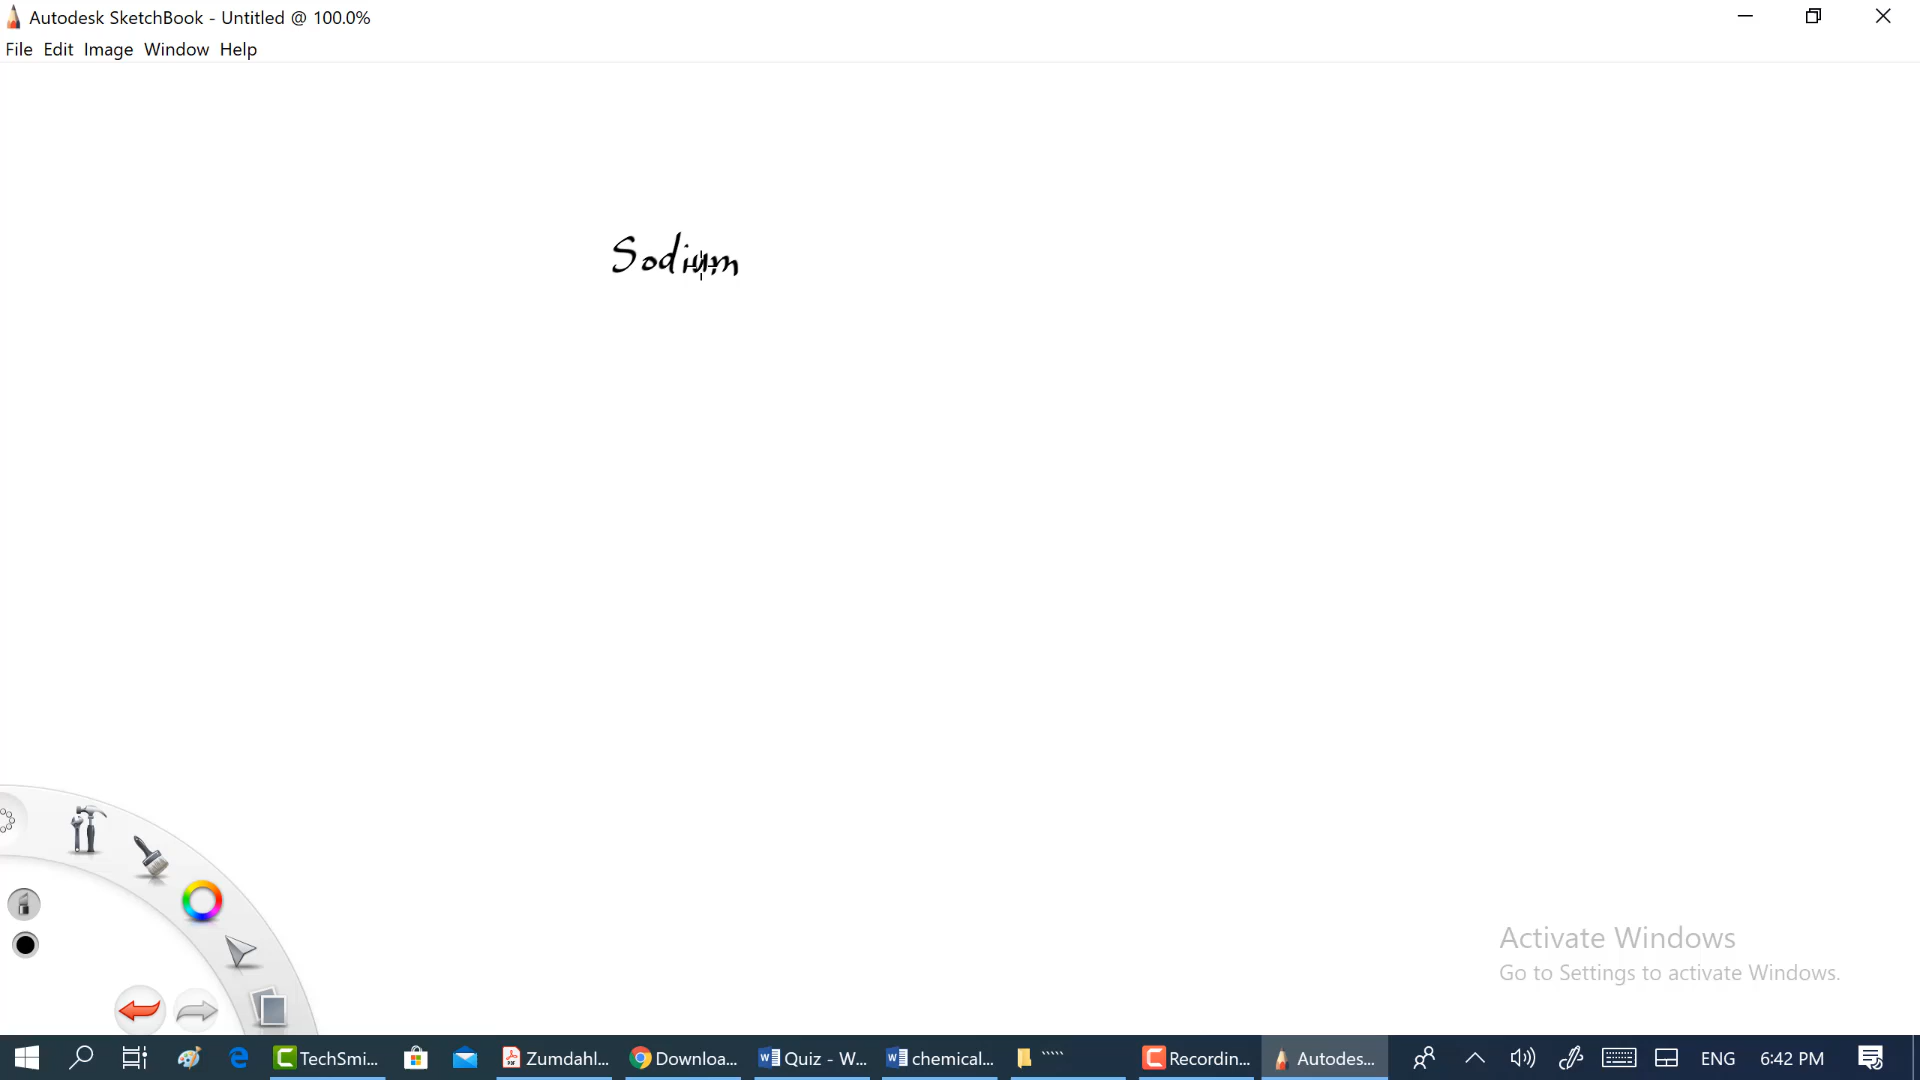 Autodesk SketchBook - Untitled @ 100.0%
File Edit Image Window Help
Sodium
Activate Windows
Go to Settings to activate Windows.
TechSmi... Zumdahl... Downloa... Quiz - W... chemical... ````` Recordin... Autodes... ENG 6:42 PM